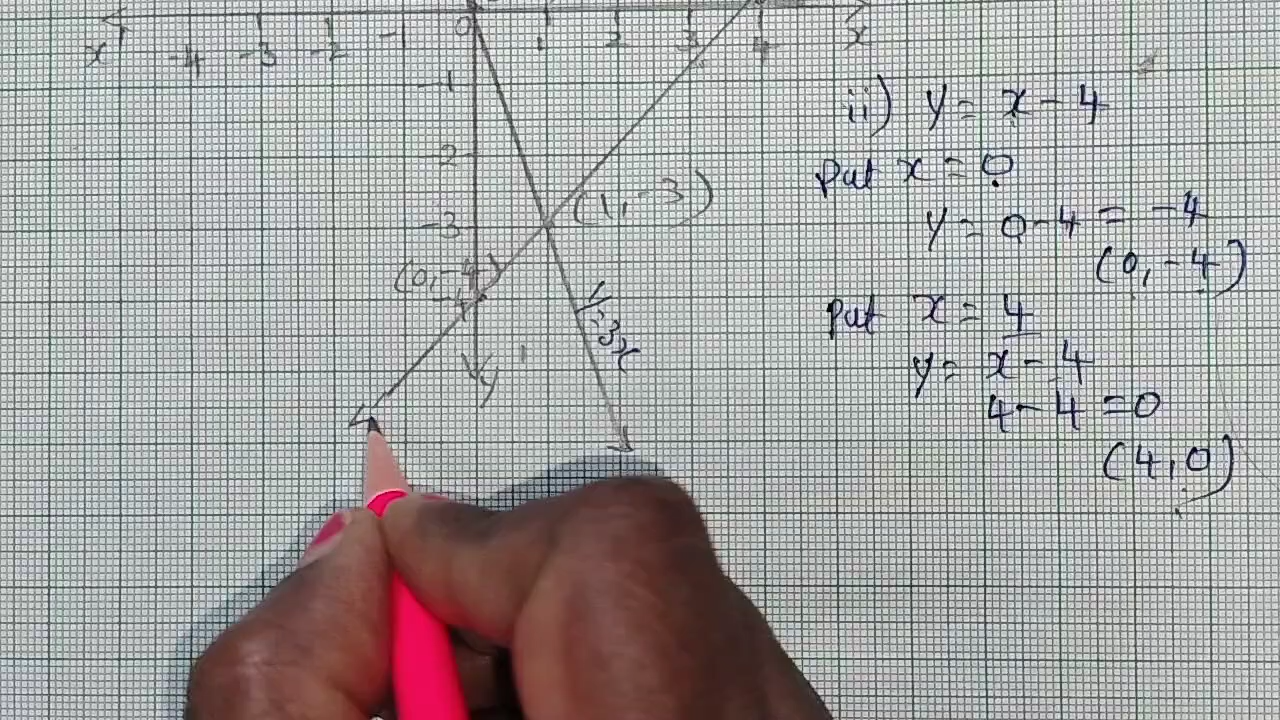 x' -4 -3 -2 -1 0 1 2 3 4 x
-1
-2
-3
(1, -3)
(0, -4)
-4
y = -3x
y'
ii) y = x - 4
Put x = 0
y = 0 - 4 = -4
(0, -4)
Put x = 4
y = x - 4
4 - 4 = 0
(4, 0)